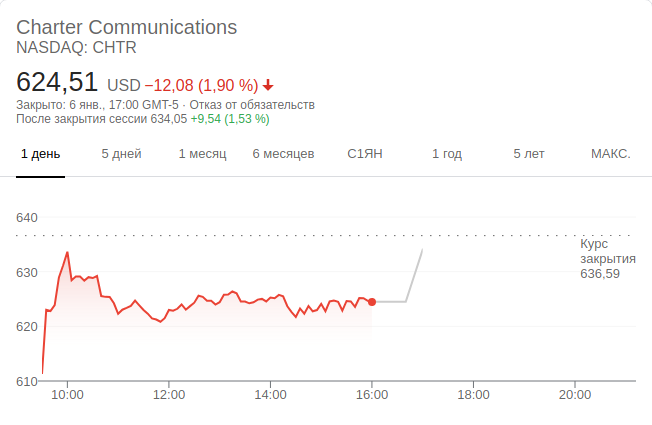 Charter Communications
NASDAQ: CHTR
624,51 USD −12,08 (1,90 %)
Закрыто: 6 янв., 17:00 GMT-5 · Отказ от обязательств
После закрытия сессии 634,05 +9,54 (1,53 %)
1 день 5 дней 1 месяц 6 месяцев С1ЯН 1 год 5 лет МАКС.
640
Курс
закрытия
636,59
630
620
610
10:00 12:00 14:00 16:00 18:00 20:00